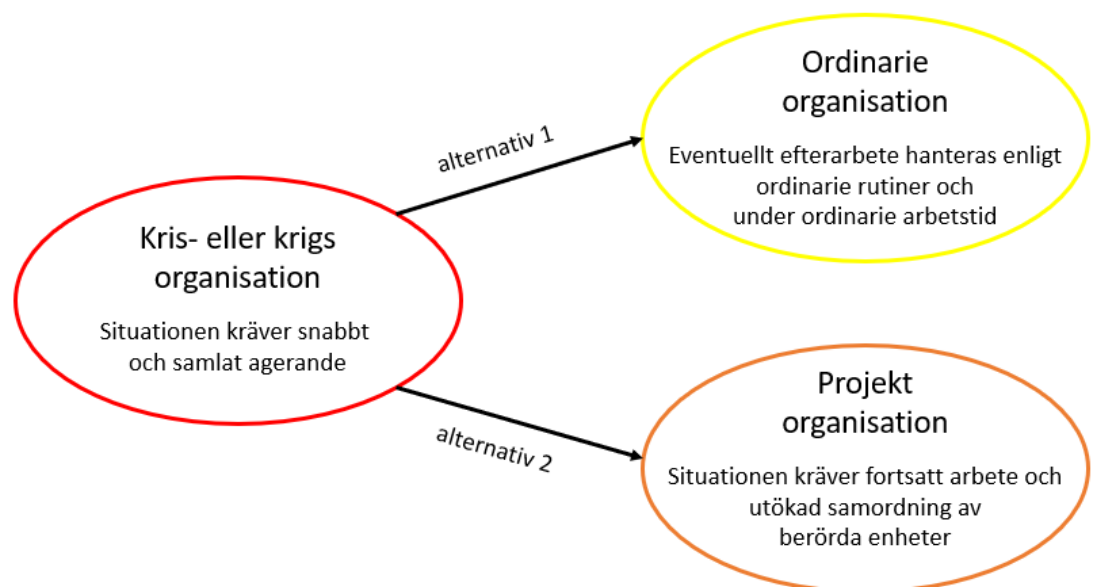 Kris- eller krigs
organisation
Situationen kräver snabbt
och samlat agerande
alternativ 1
Ordinarie
organisation
Eventuellt efterarbete hanteras enligt
ordinarie rutiner och
under ordinarie arbetstid
alternativ 2
Projekt
organisation
Situationen kräver fortsatt arbete och
utökad samordning av
berörda enheter